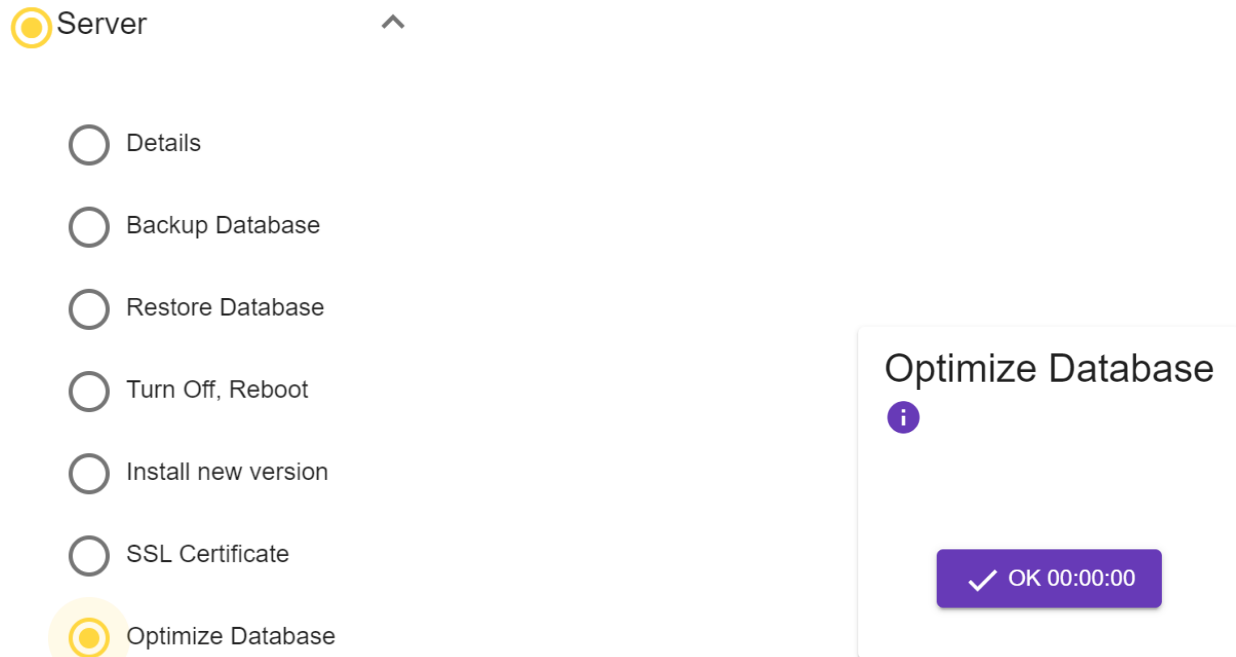 Server
Details
Backup Database
Restore Database
Turn Off, Reboot
Install new version
SSL Certificate
Optimize Database
Optimize Database
i
OK 00:00:00